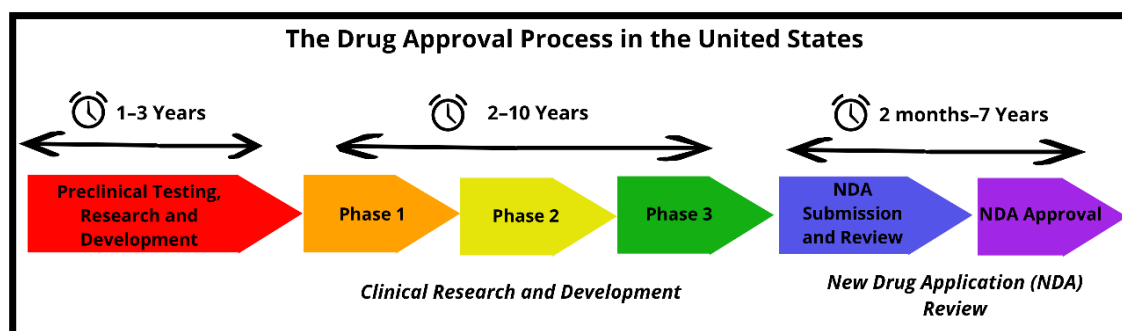 The Drug Approval Process in the United States
1–3 Years
2–10 Years
2 months–7 Years
Preclinical Testing,
Research and
Development
Phase 1
Phase 2
Phase 3
NDA
Submission
and Review
NDA Approval
Clinical Research and Development
New Drug Application (NDA)
Review